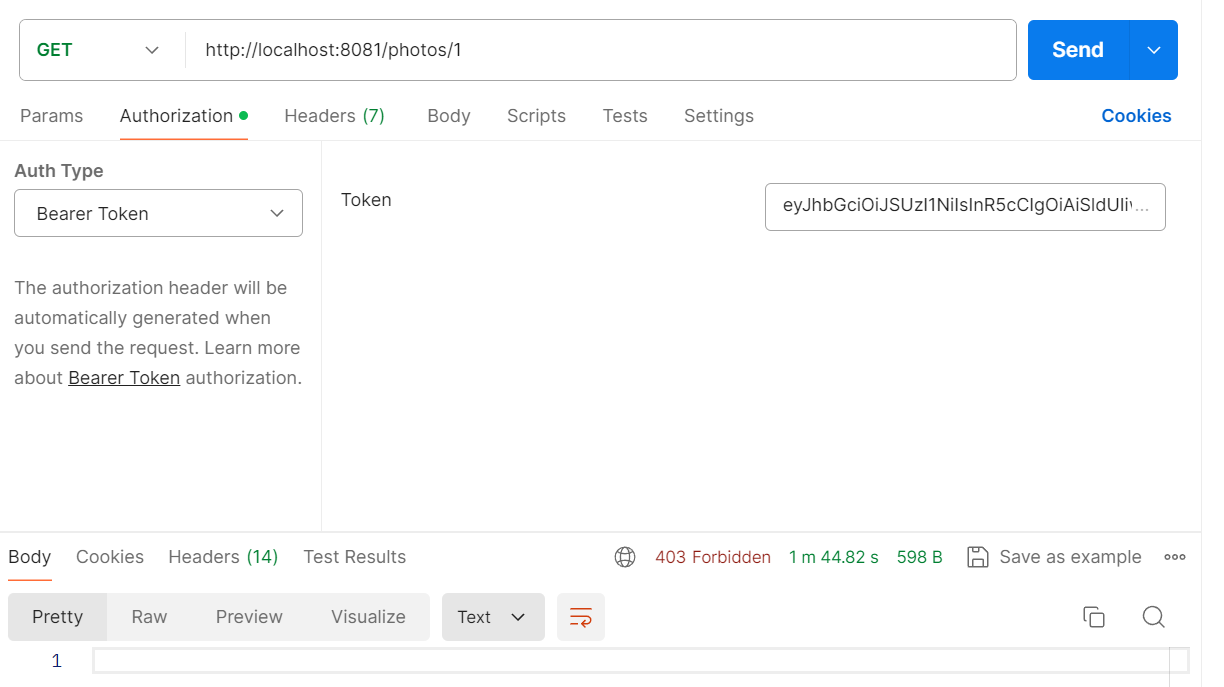 GET http://localhost:8081/photos/1 Send
Params Authorization Headers (7) Body Scripts Tests Settings Cookies
Auth Type
Bearer Token
Token
eyJhbGciOiJSUzI1NiIsInR5cCIgOiAiSldUIiv...
The authorization header will be
automatically generated when
you send the request. Learn more
about Bearer Token authorization.
Body Cookies Headers (14) Test Results 403 Forbidden 1 m 44.82 s 598 B Save as example
Pretty Raw Preview Visualize Text
1